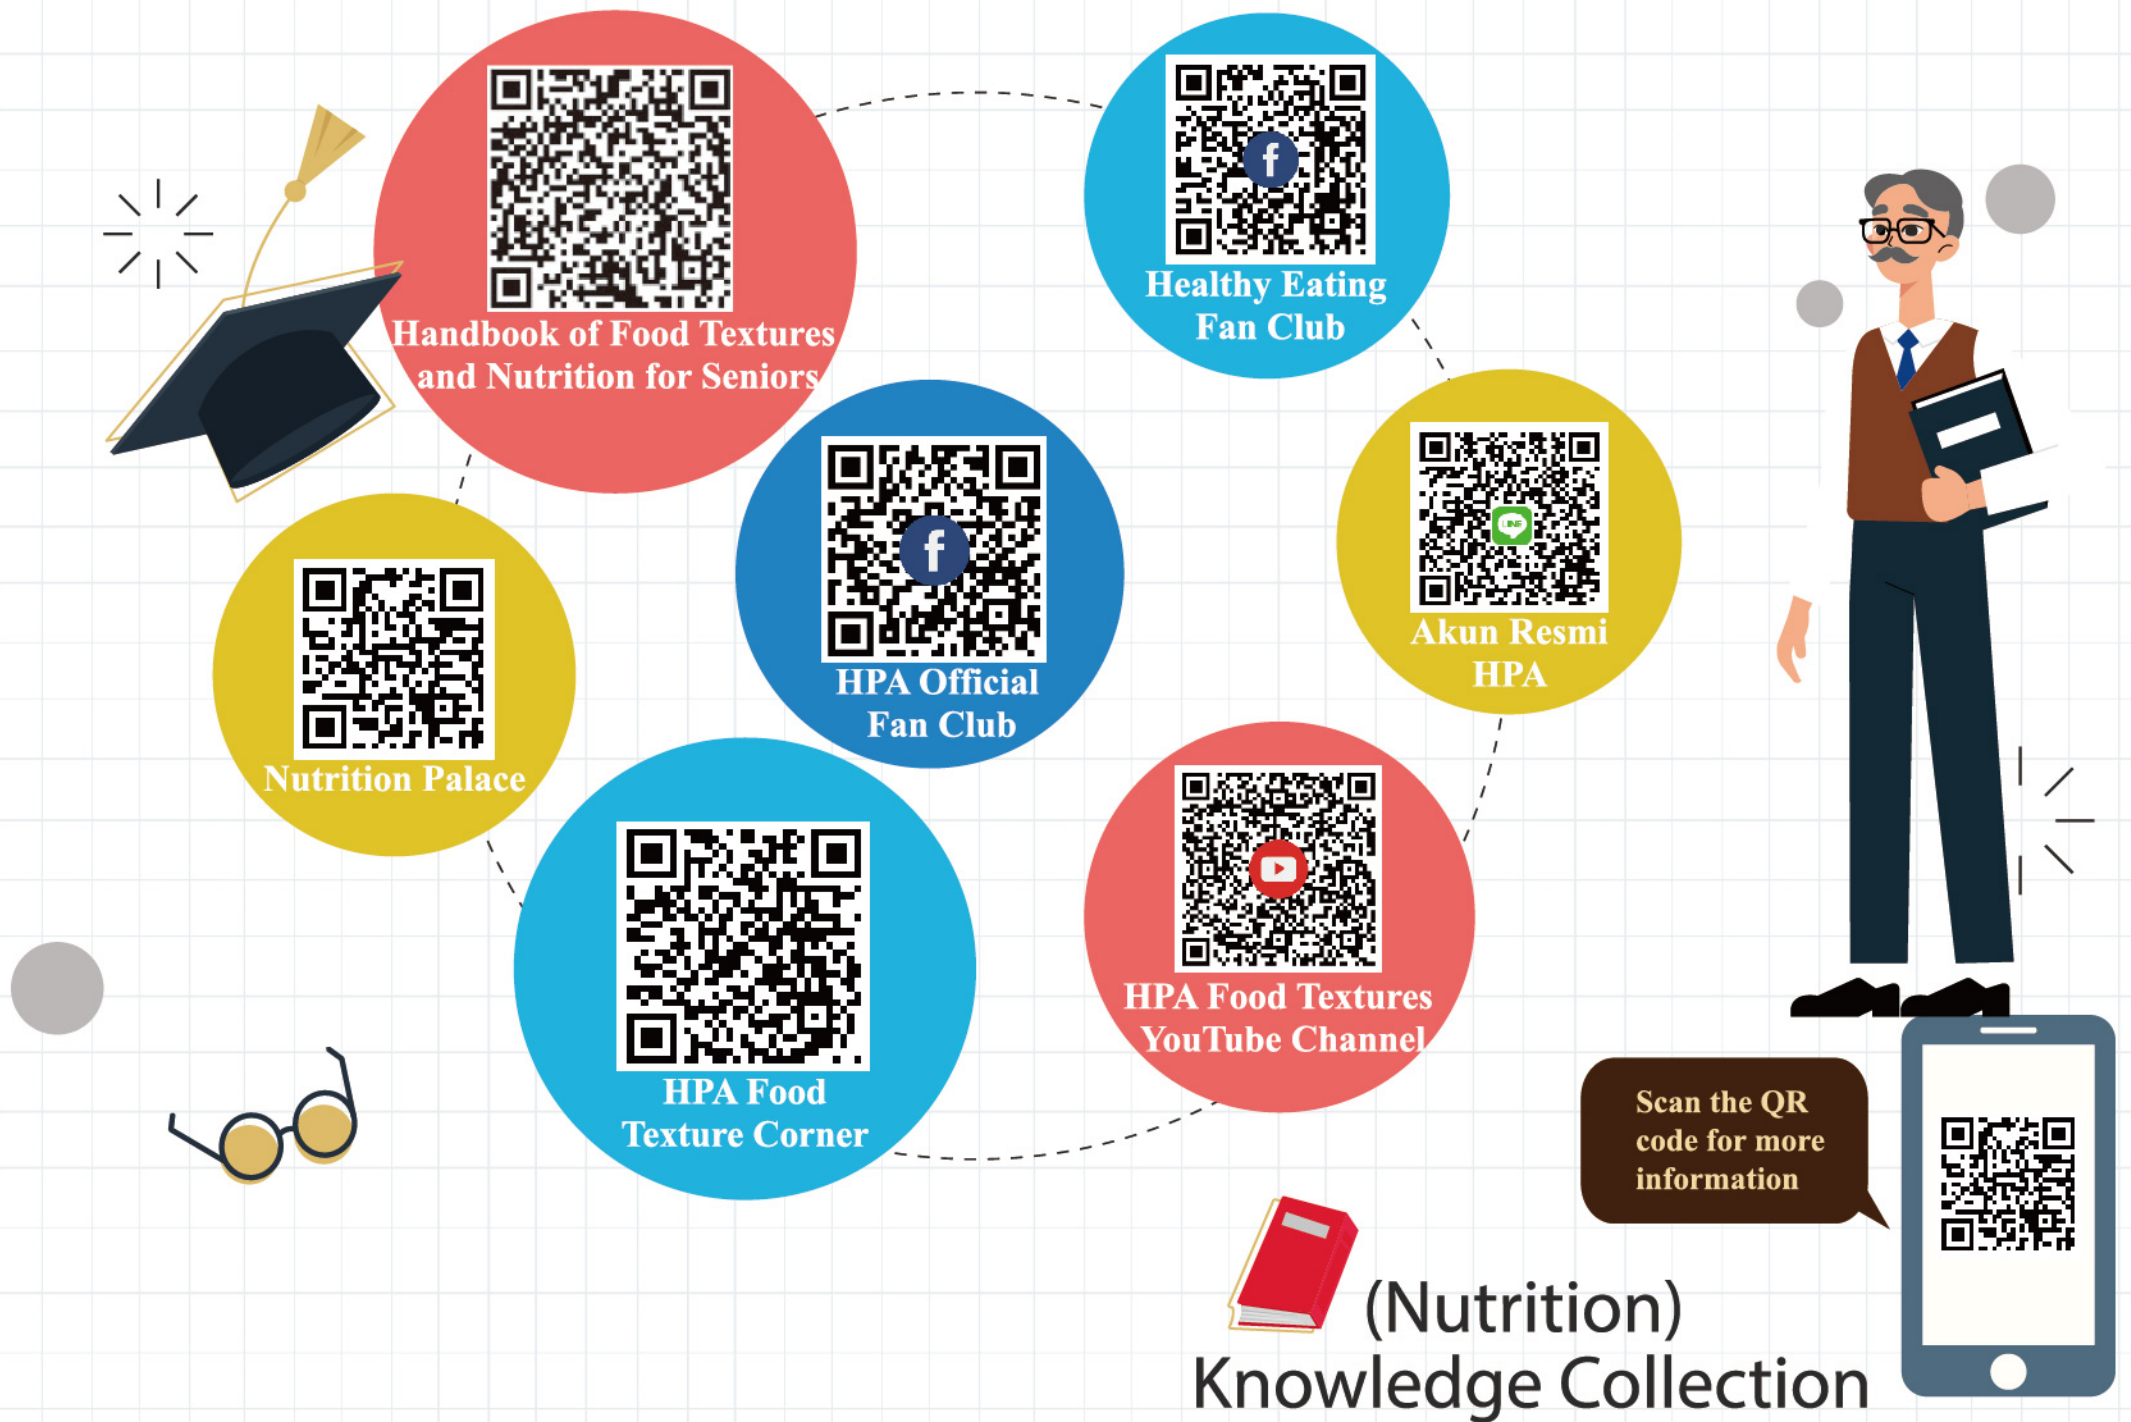 Handbook of Food Textures
and Nutrition for Seniors
Healthy Eating
Fan Club
HPA Official
Fan Club
LINE
Akun Resmi
HPA
Nutrition Palace
HPA Food
Texture Corner
HPA Food Textures
YouTube Channel
Scan the QR
code for more
information
(Nutrition)
Knowledge Collection